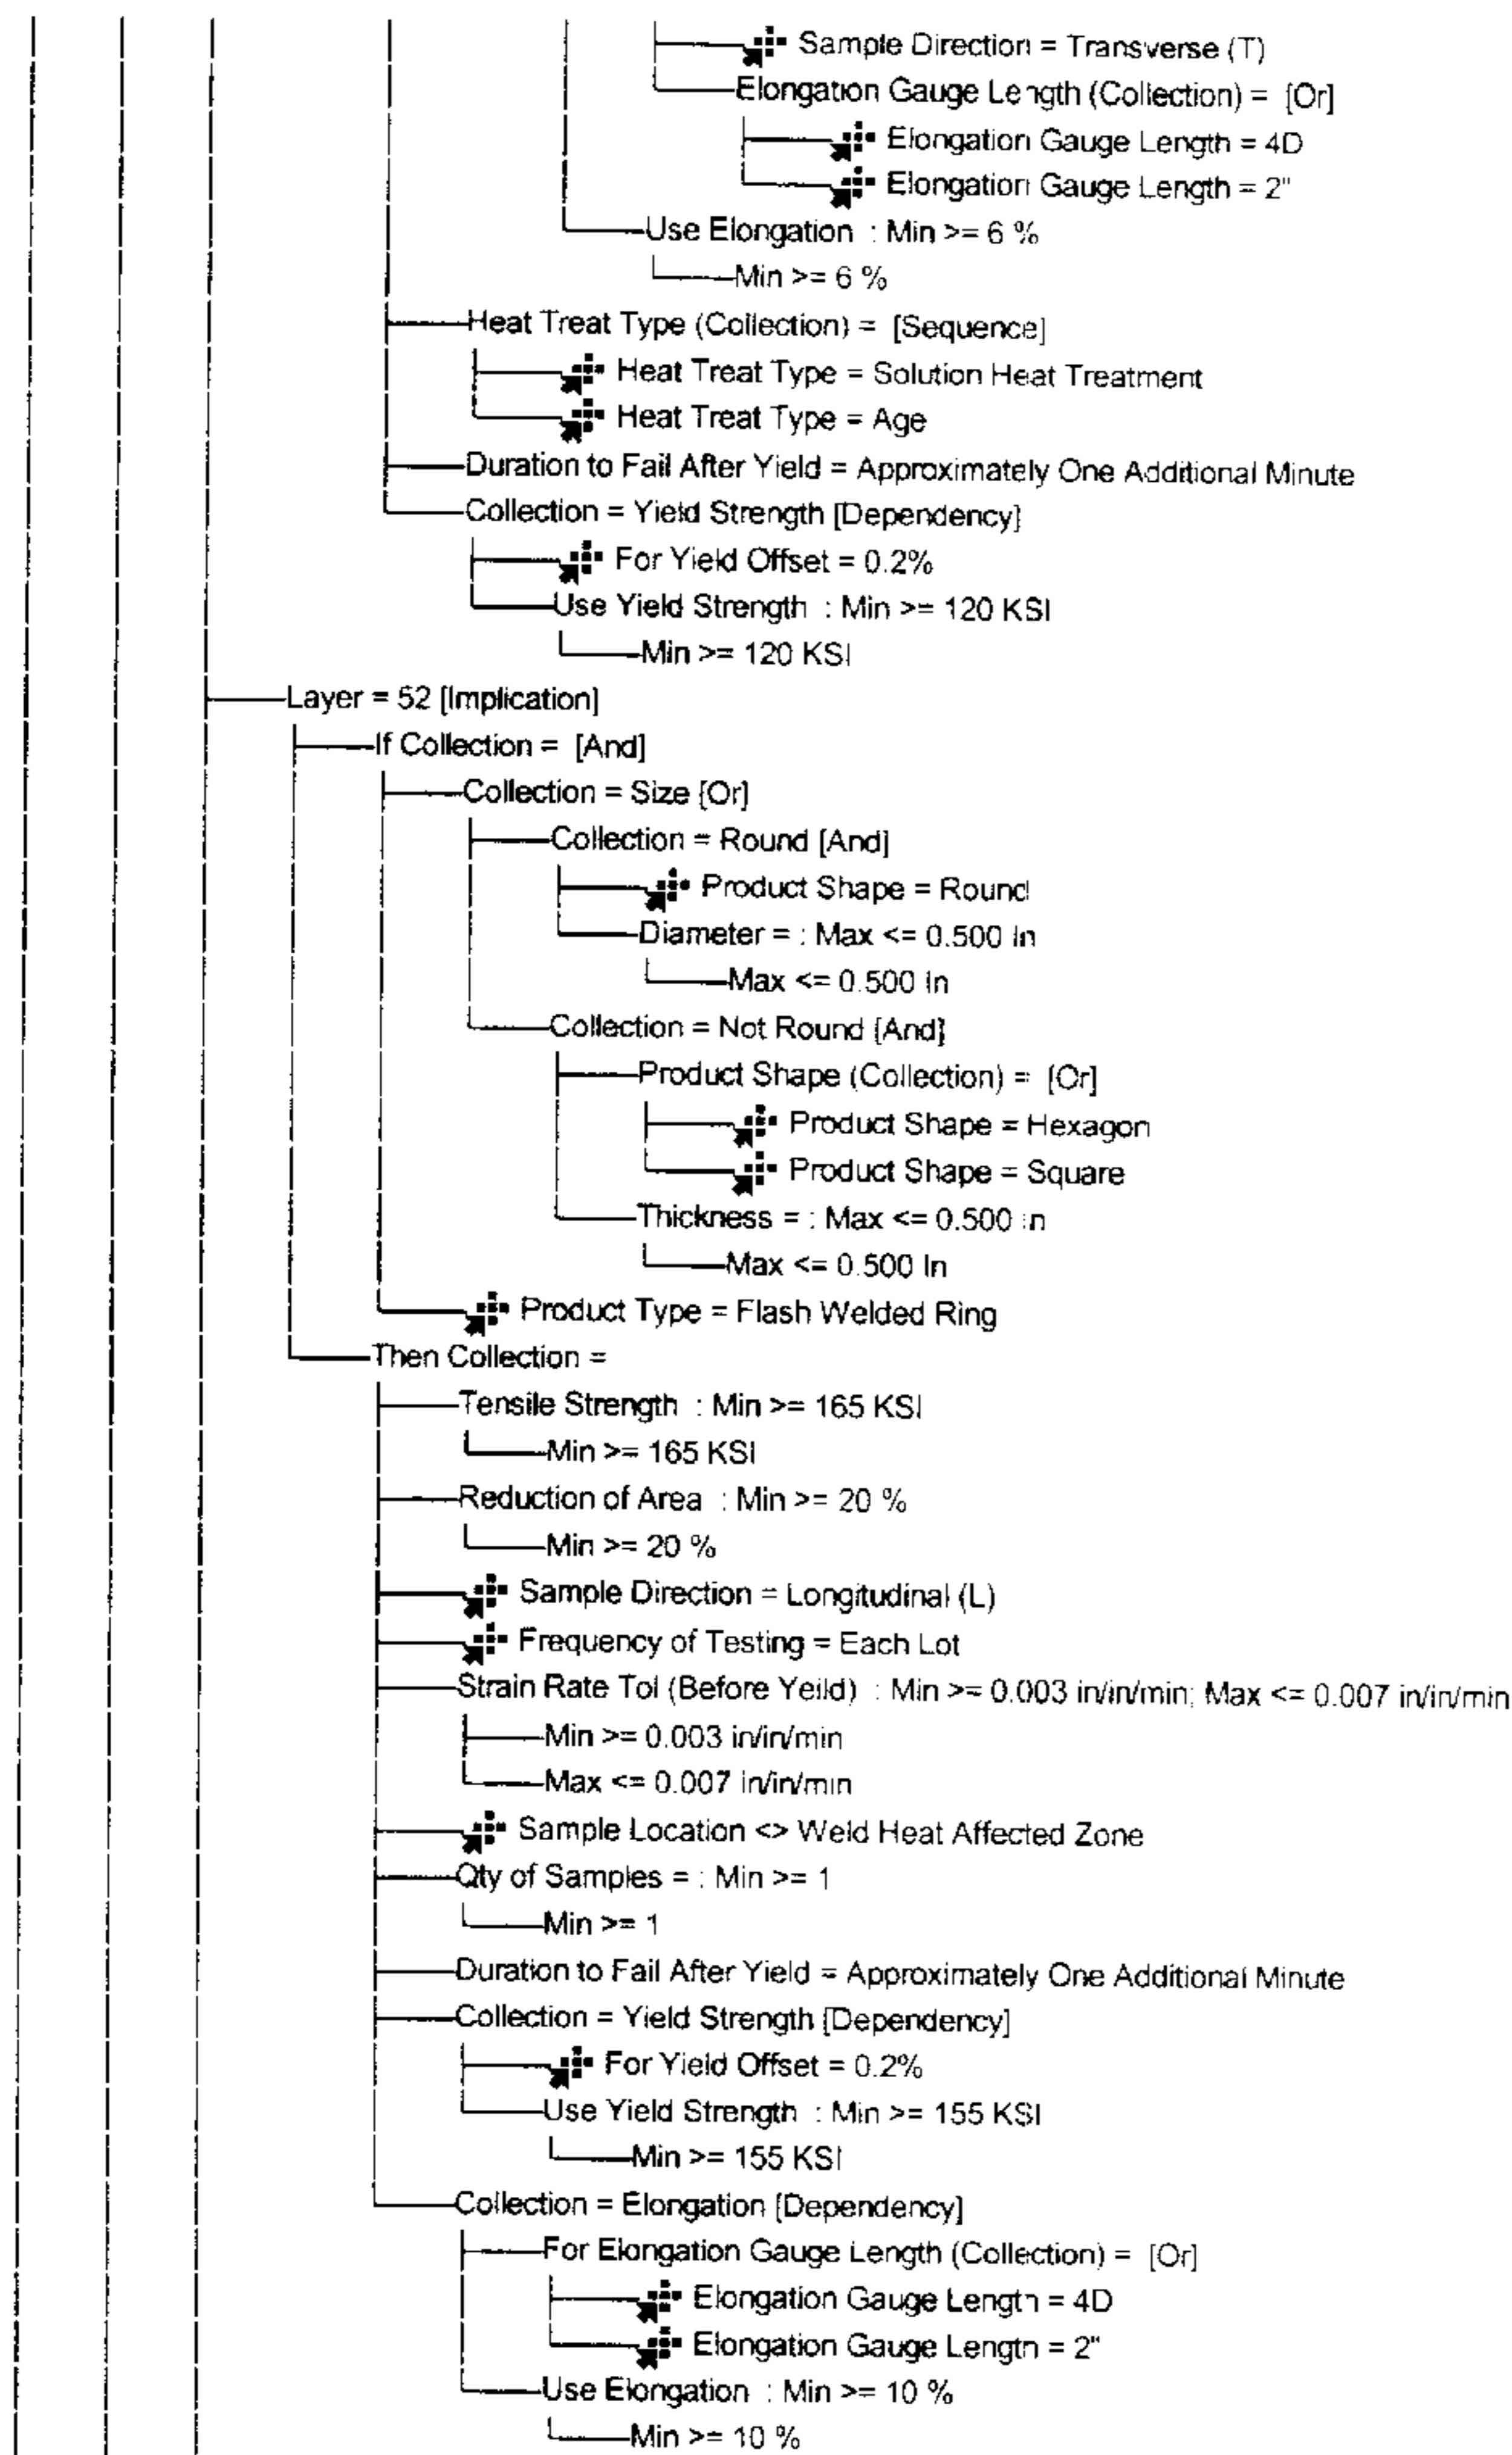 Sample Direction = Transverse (T)
Elongation Gauge Length (Collection) = [Or]
Elongation Gauge Length = 4D
Elongation Gauge Length = 2"
Use Elongation : Min >= 6 %
Min >= 6 %
Heat Treat Type (Collection) = [Sequence]
Heat Treat Type = Solution Heat Treatment
Heat Treat Type = Age
Duration to Fail After Yield = Approximately One Additional Minute
Collection = Yield Strength [Dependency]
For Yield Offset = 0.2%
Use Yield Strength : Min >= 120 KSI
Min >= 120 KSI
Layer = 52 [Implication]
If Collection = [And]
Collection = Size [Or]
Collection = Round [And]
Product Shape = Round
Diameter = : Max <= 0.500 In
Max <= 0.500 In
Collection = Not Round [And]
Product Shape (Collection) = [Or]
Product Shape = Hexagon
Product Shape = Square
Thickness = : Max <= 0.500 in
Max <= 0.500 In
Product Type = Flash Welded Ring
Then Collection =
Tensile Strength : Min >= 165 KSI
Min >= 165 KSI
Reduction of Area : Min >= 20 %
Min >= 20 %
Sample Direction = Longitudinal (L)
Frequency of Testing = Each Lot
Strain Rate Tol (Before Yeild) : Min >= 0.003 in/in/min; Max <= 0.007 in/in/min
Min >= 0.003 in/in/min
Max <= 0.007 in/in/min
Sample Location <> Weld Heat Affected Zone
Qty of Samples = : Min >= 1
Min >= 1
Duration to Fail After Yield = Approximately One Additional Minute
Collection = Yield Strength [Dependency]
For Yield Offset = 0.2%
Use Yield Strength : Min >= 155 KSI
Min >= 155 KSI
Collection = Elongation [Dependency]
For Elongation Gauge Length (Collection) = [Or]
Elongation Gauge Length = 4D
Elongation Gauge Length = 2"
Use Elongation : Min >= 10 %
Min >= 10 %